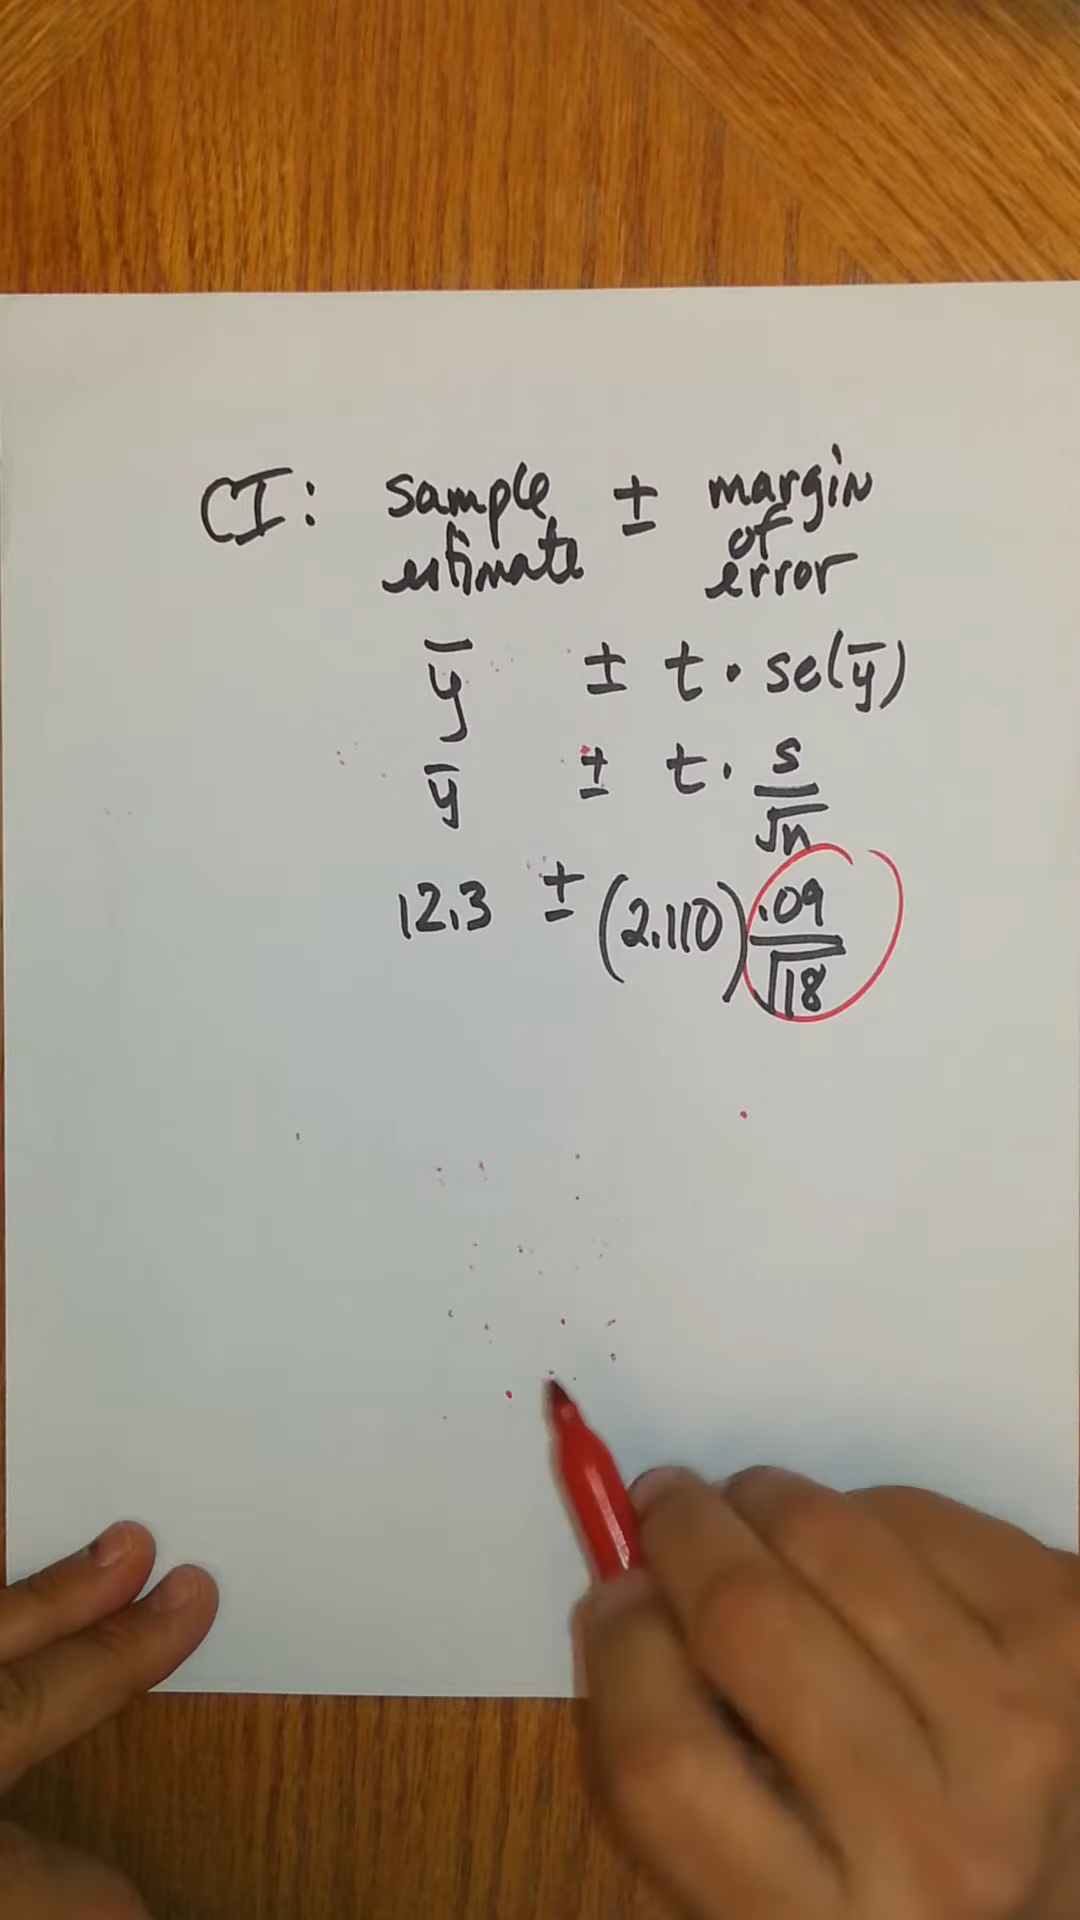 CI: sample estimate ± margin of error
ȳ ± t · se(ȳ)
ȳ ± t · s/√n
12.3 ± (2.110) .09/√18